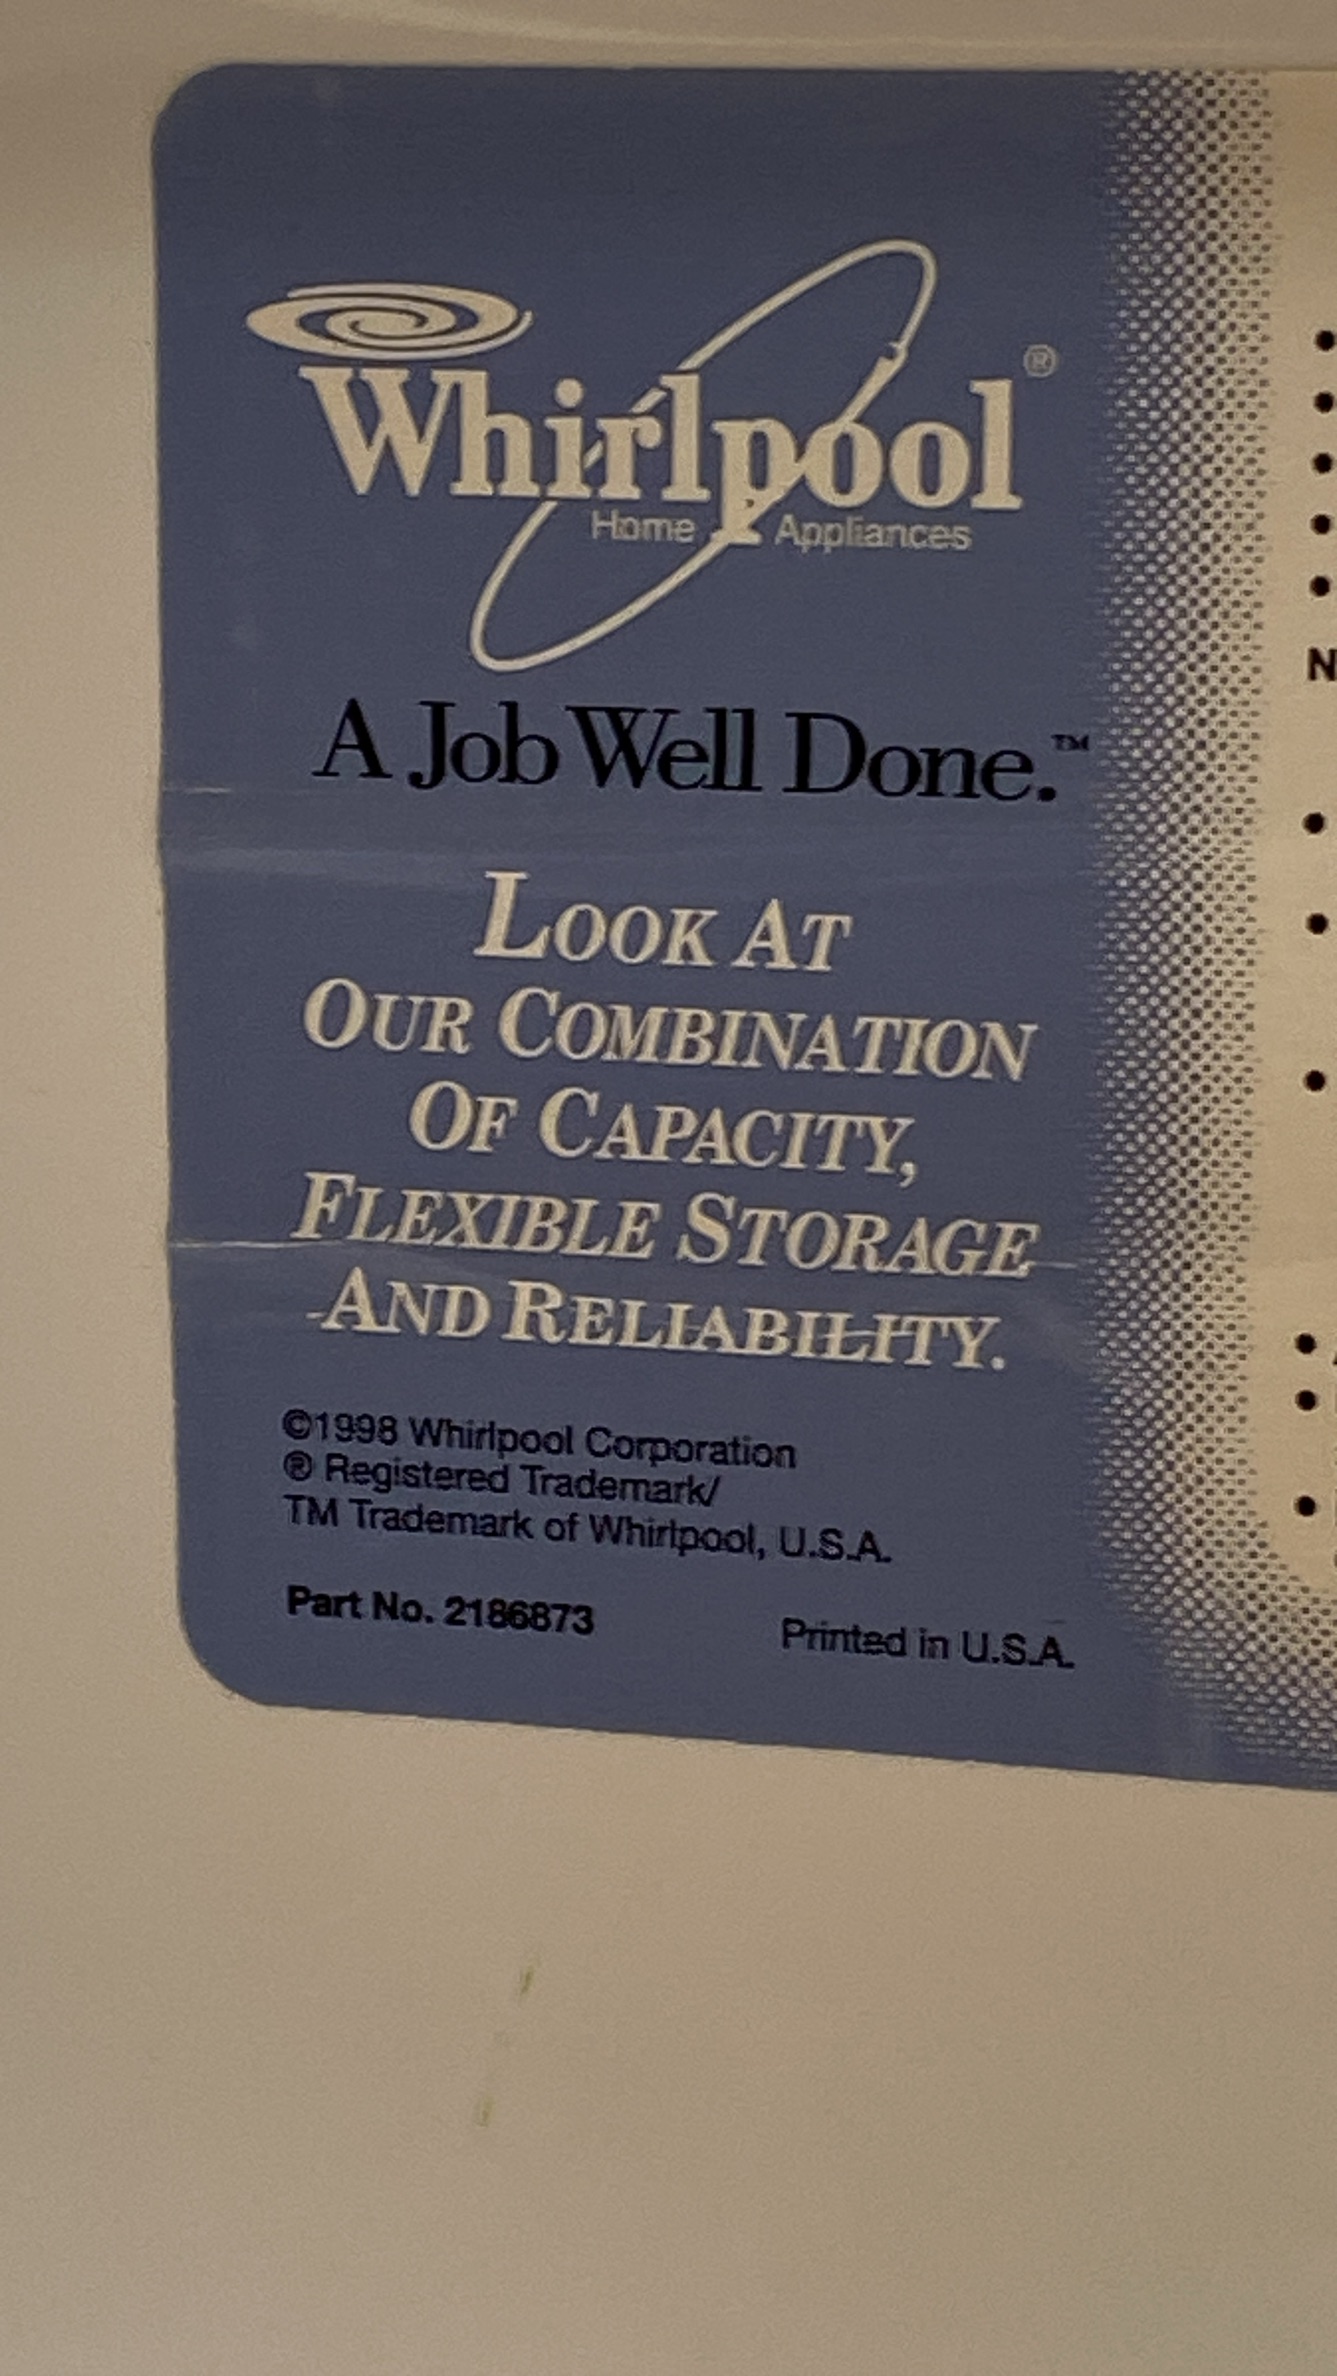 Whirlpool®
Home Appliances
A Job Well Done.™
LOOK AT
OUR COMBINATION
OF CAPACITY,
FLEXIBLE STORAGE
AND RELIABILITY.
©1998 Whirlpool Corporation
® Registered Trademark/
TM Trademark of Whirlpool, U.S.A.
Part No. 2186873 Printed in U.S.A.